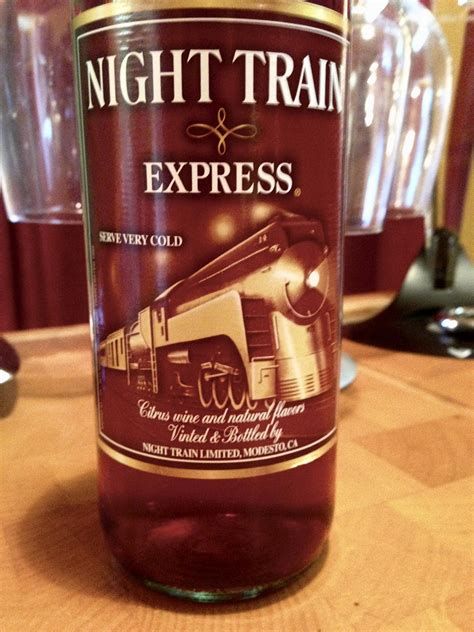 NIGHT TRAIN
EXPRESS®
SERVE VERY COLD
Citrus wine and natural flavors
Vinted & Bottled by
NIGHT TRAIN LIMITED, MODESTO, CA